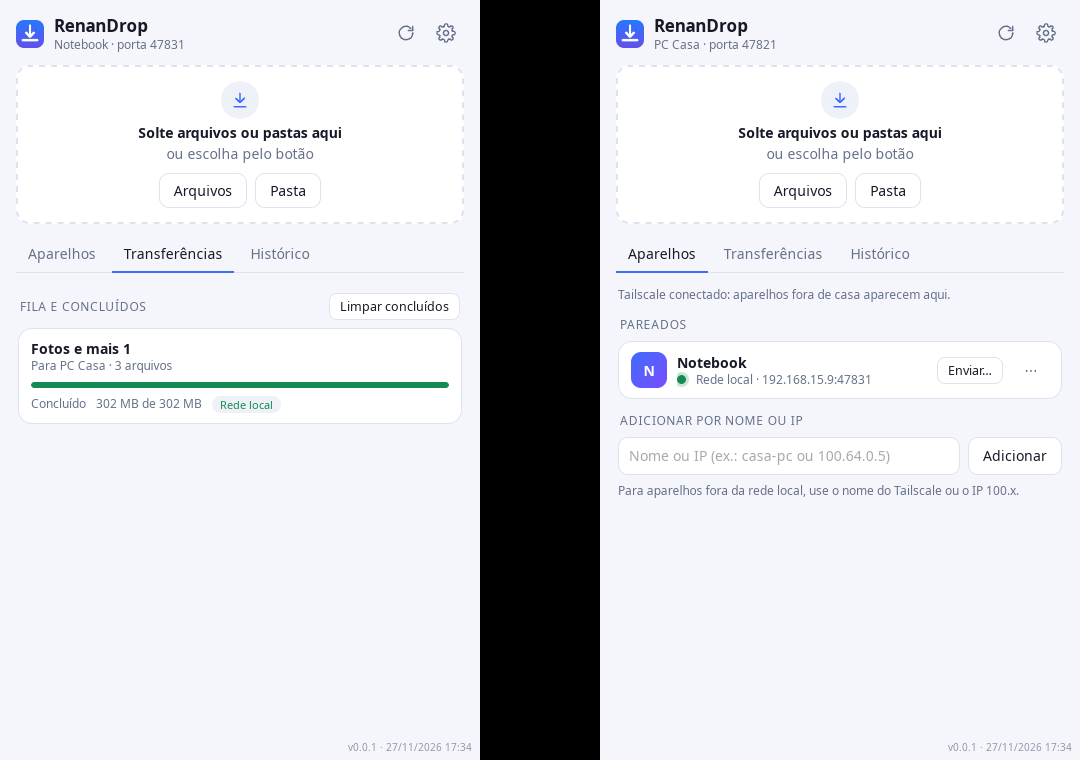 RenanDrop
Notebook · porta 47831
Solte arquivos ou pastas aqui
ou escolha pelo botão
Arquivos Pasta
Aparelhos Transferências Histórico
FILA E CONCLUÍDOS Limpar concluídos
Fotos e mais 1
Para PC Casa · 3 arquivos
Concluído 302 MB de 302 MB Rede local
v0.0.1 · 27/11/2026 17:34
RenanDrop
PC Casa · porta 47821
Solte arquivos ou pastas aqui
ou escolha pelo botão
Arquivos Pasta
Aparelhos Transferências Histórico
Tailscale conectado: aparelhos fora de casa aparecem aqui.
PAREADOS
N
Notebook
Rede local · 192.168.15.9:47831
Enviar... ···
ADICIONAR POR NOME OU IP
Nome ou IP (ex.: casa-pc ou 100.64.0.5) Adicionar
Para aparelhos fora da rede local, use o nome do Tailscale ou o IP 100.x.
v0.0.1 · 27/11/2026 17:34